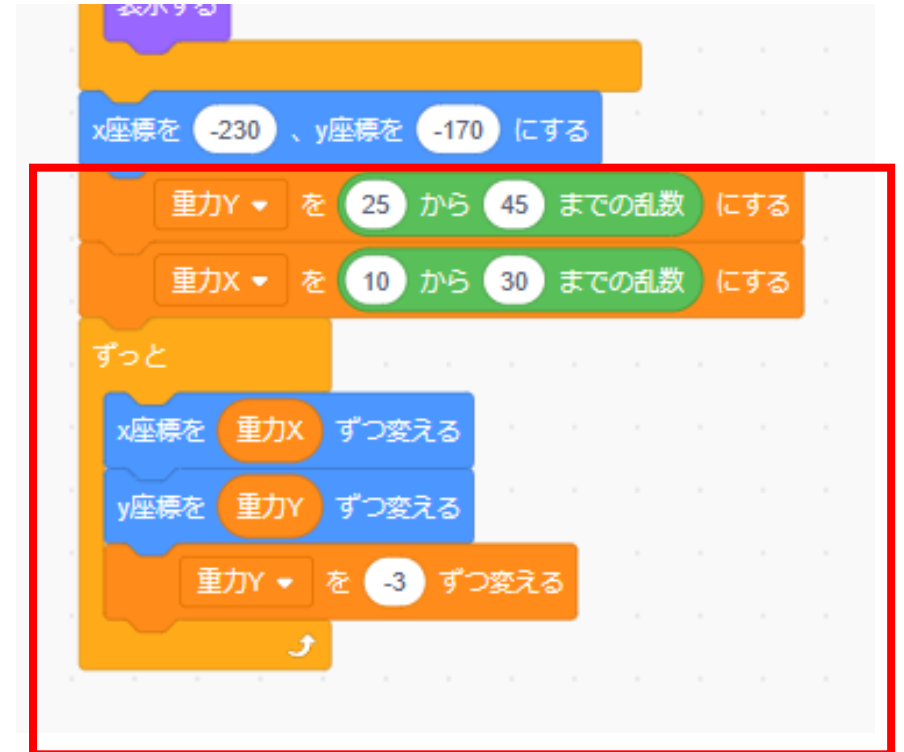 表示する
x座標を -230 、y座標を -170 にする
重力Y を 25 から 45 までの乱数 にする
重力X を 10 から 30 までの乱数 にする
ずっと
x座標を 重力X ずつ変える
y座標を 重力Y ずつ変える
重力Y を -3 ずつ変える